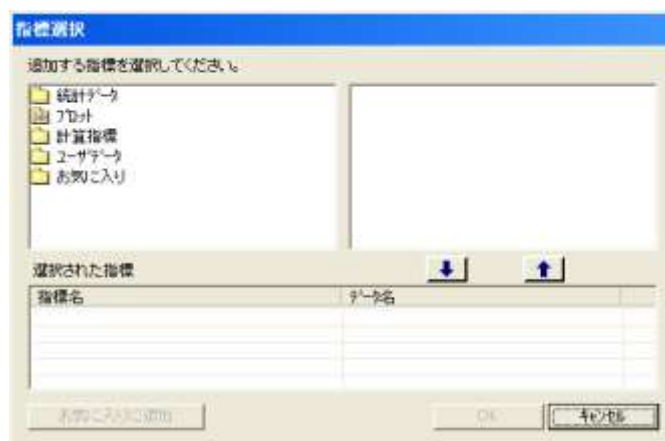 指標選択
追加する指標を選択してください。
統計ﾃﾞｰﾀ
ﾌﾟﾛｯﾄ
計算指標
ﾕｰｻﾞﾃﾞｰﾀ
お気に入り
選択された指標
指標名 ﾃﾞｰﾀ名
お気に入りに追加 OK ｷｬﾝｾﾙ